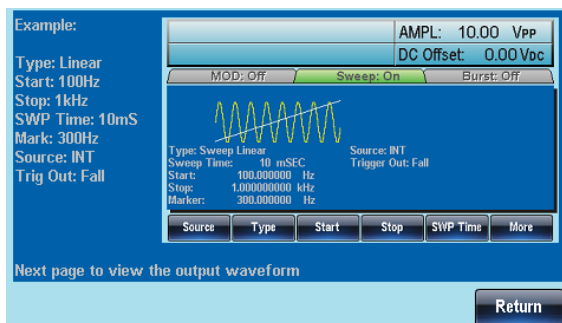 Example:
Type: Linear
Start: 100Hz
Stop: 1kHz
SWP Time: 10mS
Mark: 300Hz
Source: INT
Trig Out: Fall
AMPL: 10.00 VPP
DC Offset: 0.00 VDC
MOD: Off Sweep: On Burst: Off
Type: Sweep Linear Source: INT
Sweep Time: 10 mSEC Trigger Out: Fall
Start: 100.000000 Hz
Stop: 1.000000000 kHz
Marker: 300.000000 Hz
Source Type Start Stop SWP Time More
Next page to view the output waveform
Return